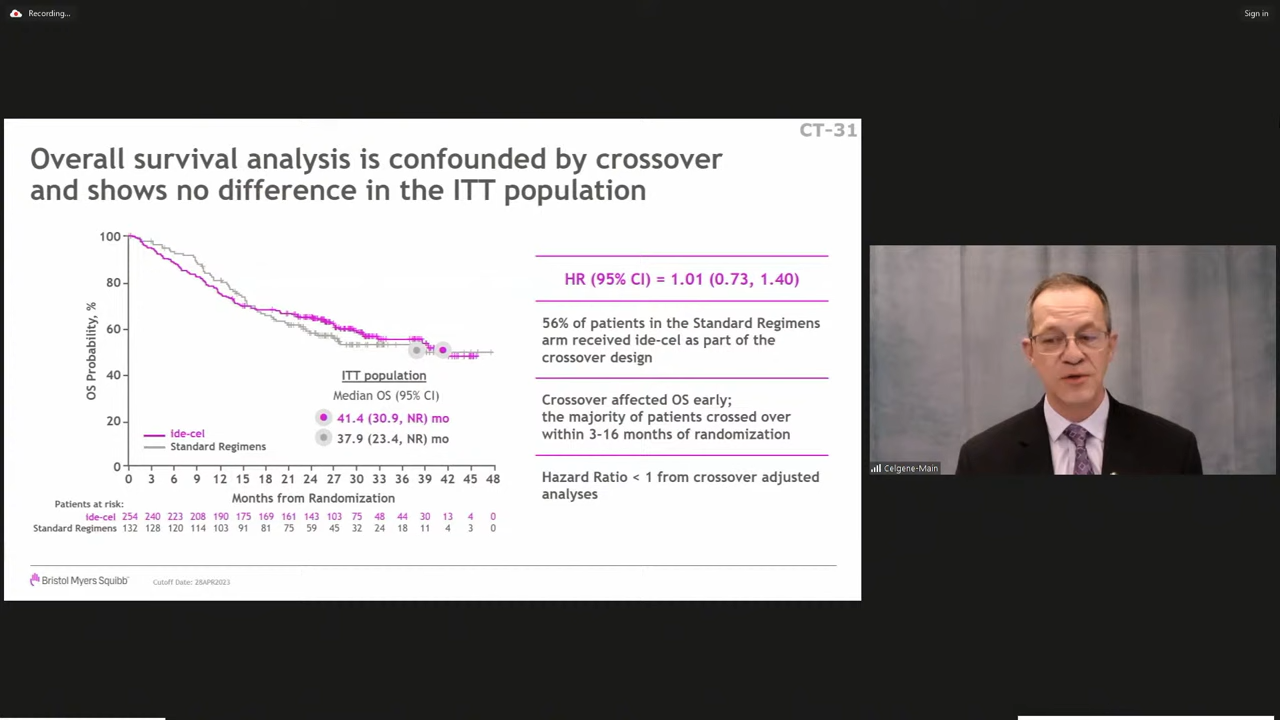 Recording...
Sign in
CT-31
Overall survival analysis is confounded by crossover
and shows no difference in the ITT population
100
80
60
40
20
0
OS Probability, %
ITT population
Median OS (95% CI)
41.4 (30.9, NR) mo
37.9 (23.4, NR) mo
ide-cel
Standard Regimens
0 3 6 9 12 15 18 21 24 27 30 33 36 39 42 45 48
Months from Randomization
Patients at risk:
ide-cel 254 240 223 208 190 175 169 161 143 103 75 48 44 30 13 4 0
Standard Regimens 132 128 120 114 103 91 81 75 59 45 32 24 18 11 4 3 0
HR (95% CI) = 1.01 (0.73, 1.40)
56% of patients in the Standard Regimens
arm received ide-cel as part of the
crossover design
Crossover affected OS early;
the majority of patients crossed over
within 3-16 months of randomization
Hazard Ratio < 1 from crossover adjusted
analyses
Bristol Myers Squibb™
Cutoff Date: 28APR2023
Celgene-Main